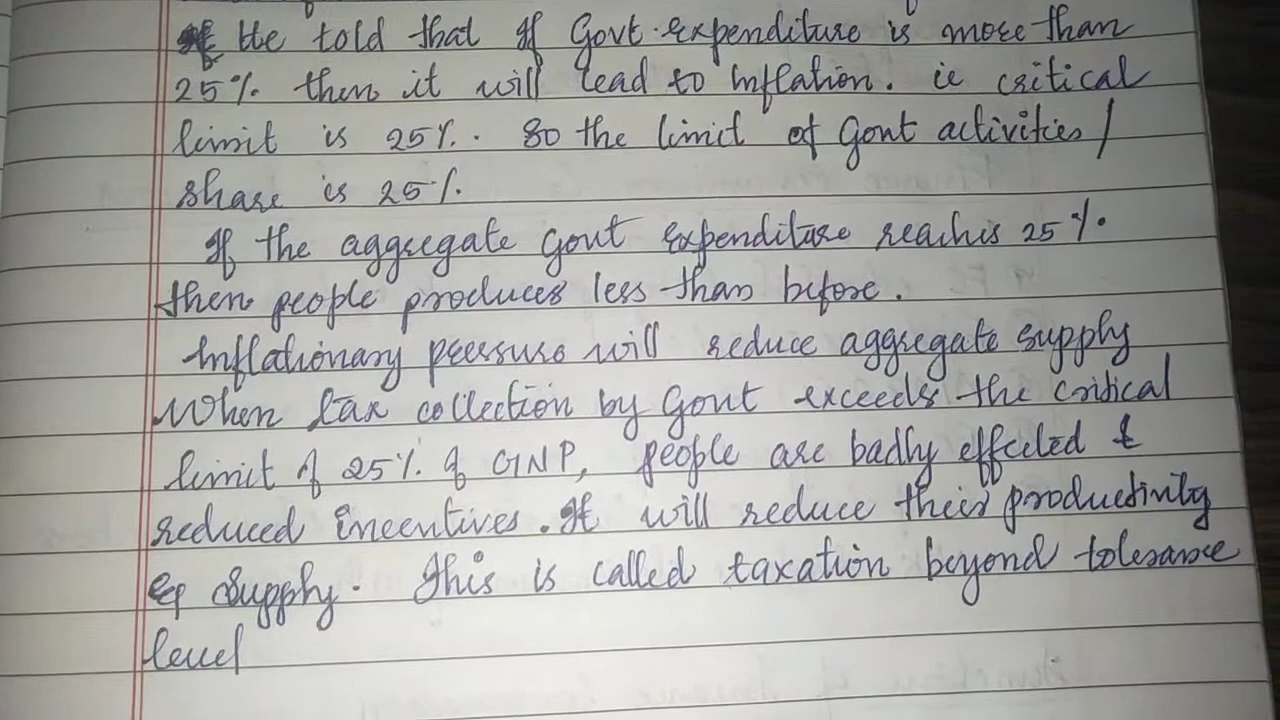 He told that If Govt. expenditure is more than
25% then it will lead to Inflation. ie critical
limit is 25%. So the limit of Govt activities /
share is 25%.
If the aggregate Govt expenditure reachis 25%.
then people produces less than before.
Inflationary pressure will reduce aggregate supply
When tax collection by Govt exceeds the critical
limit of 25% of GNP, people are badly effected &
reduced incentives. It will reduce their productivity
& supply. This is called taxation beyond tolerance
level